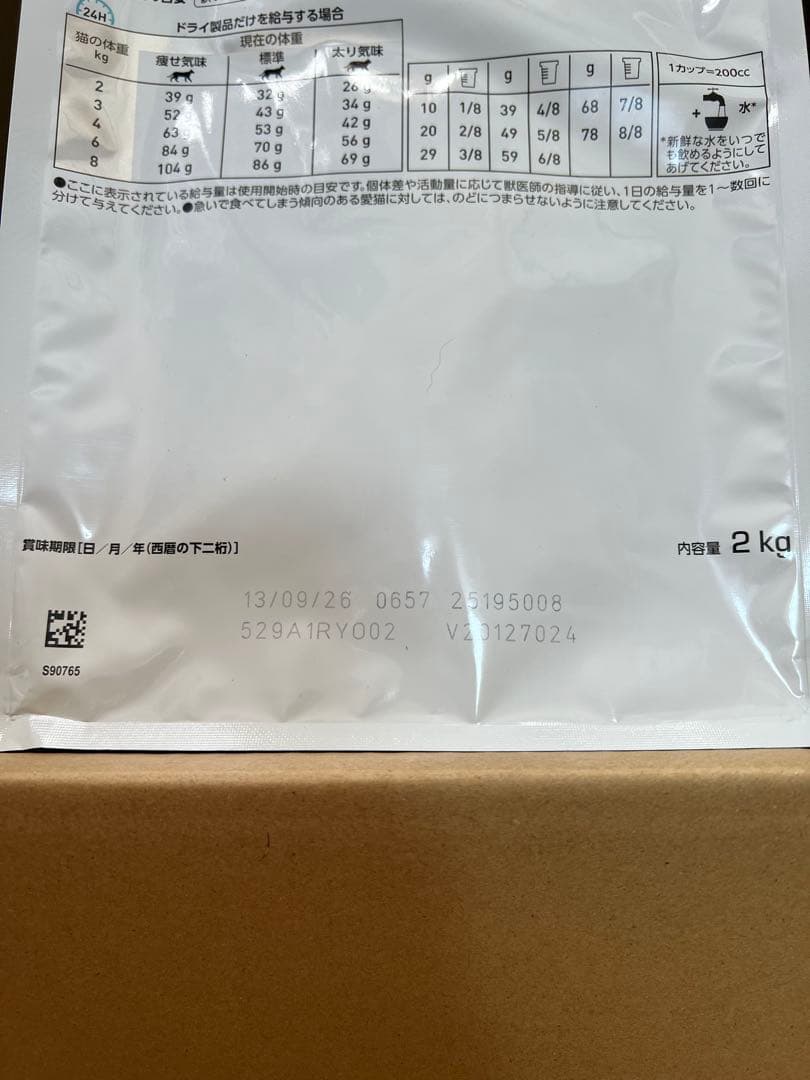 24H
ドライ製品だけを給与する場合
猫の体重
kg
現在の体重
痩せ気味 標準 太り気味
2 39 g 32 g 26 g
3 52 43 g 34 g
4 63 53 g 42 g
6 84 g 70 g 56 g
8 104 g 86 g 69 g
g g g
10 1/8 39 4/8 68 7/8
20 2/8 49 5/8 78 8/8
29 3/8 59 6/8
1カップ=200cc
+ 水*
*新鮮な水をいつで
も飲めるようにして
あげてください。
●ここに表示されている給与量は使用開始時の目安です。個体差や活動量に応じて獣医師の指導に従い、1日の給与量を1〜数回に
分けて与えてください。●急いで食べてしまう傾向のある愛猫に対しては、のどにつまらせないように注意してください。
賞味期限[日/月/年(西暦の下二桁)]
内容量 2 kg
13/09/26 0657 25195008
529A1RY002 V20127024
S90765